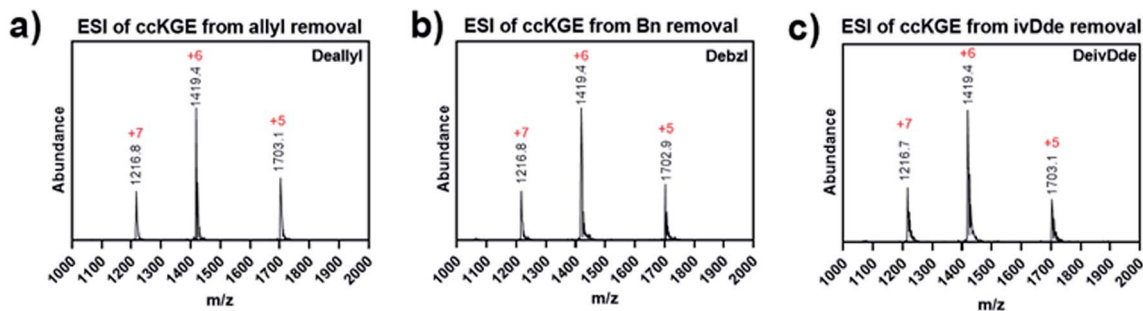 a) ESI of ccKGE from allyl removal
Deallyl
+7
1216.8
+6
1419.4
+5
1703.1
Abundance
1000 1100 1200 1300 1400 1500 1600 1700 1800 1900 2000
m/z
b) ESI of ccKGE from Bn removal
Debzl
+7
1216.8
+6
1419.4
+5
1702.9
Abundance
1000 1100 1200 1300 1400 1500 1600 1700 1800 1900 2000
m/z
c) ESI of ccKGE from ivDde removal
DeivDde
+7
1216.7
+6
1419.4
+5
1703.1
Abundance
1000 1100 1200 1300 1400 1500 1600 1700 1800 1900 2000
m/z